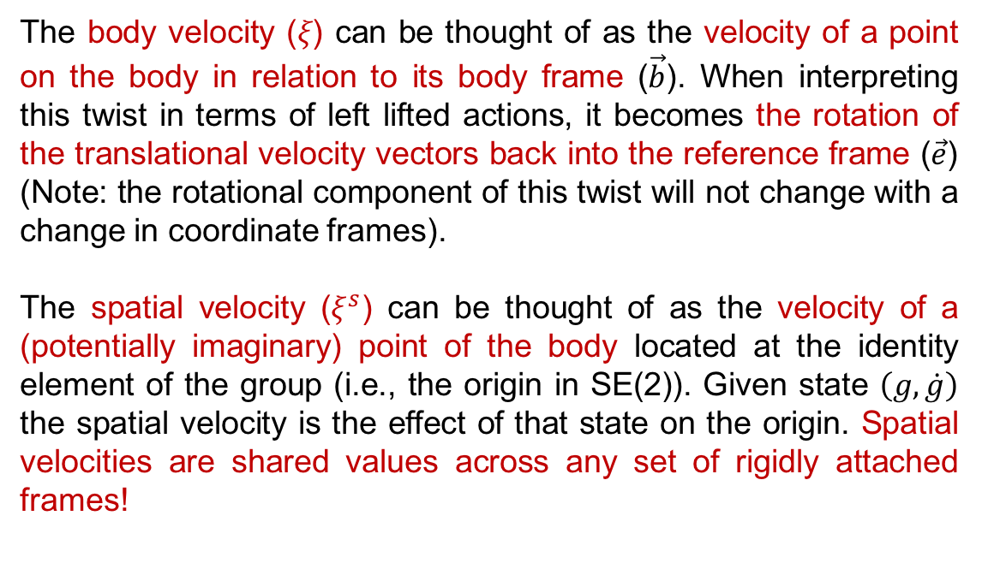 The body velocity (ξ) can be thought of as the velocity of a point
on the body in relation to its body frame (b⃗). When interpreting
this twist in terms of left lifted actions, it becomes the rotation of
the translational velocity vectors back into the reference frame (e⃗)
(Note: the rotational component of this twist will not change with a
change in coordinate frames).
The spatial velocity (ξˢ) can be thought of as the velocity of a
(potentially imaginary) point of the body located at the identity
element of the group (i.e., the origin in SE(2)). Given state (g, ġ)
the spatial velocity is the effect of that state on the origin. Spatial
velocities are shared values across any set of rigidly attached
frames!